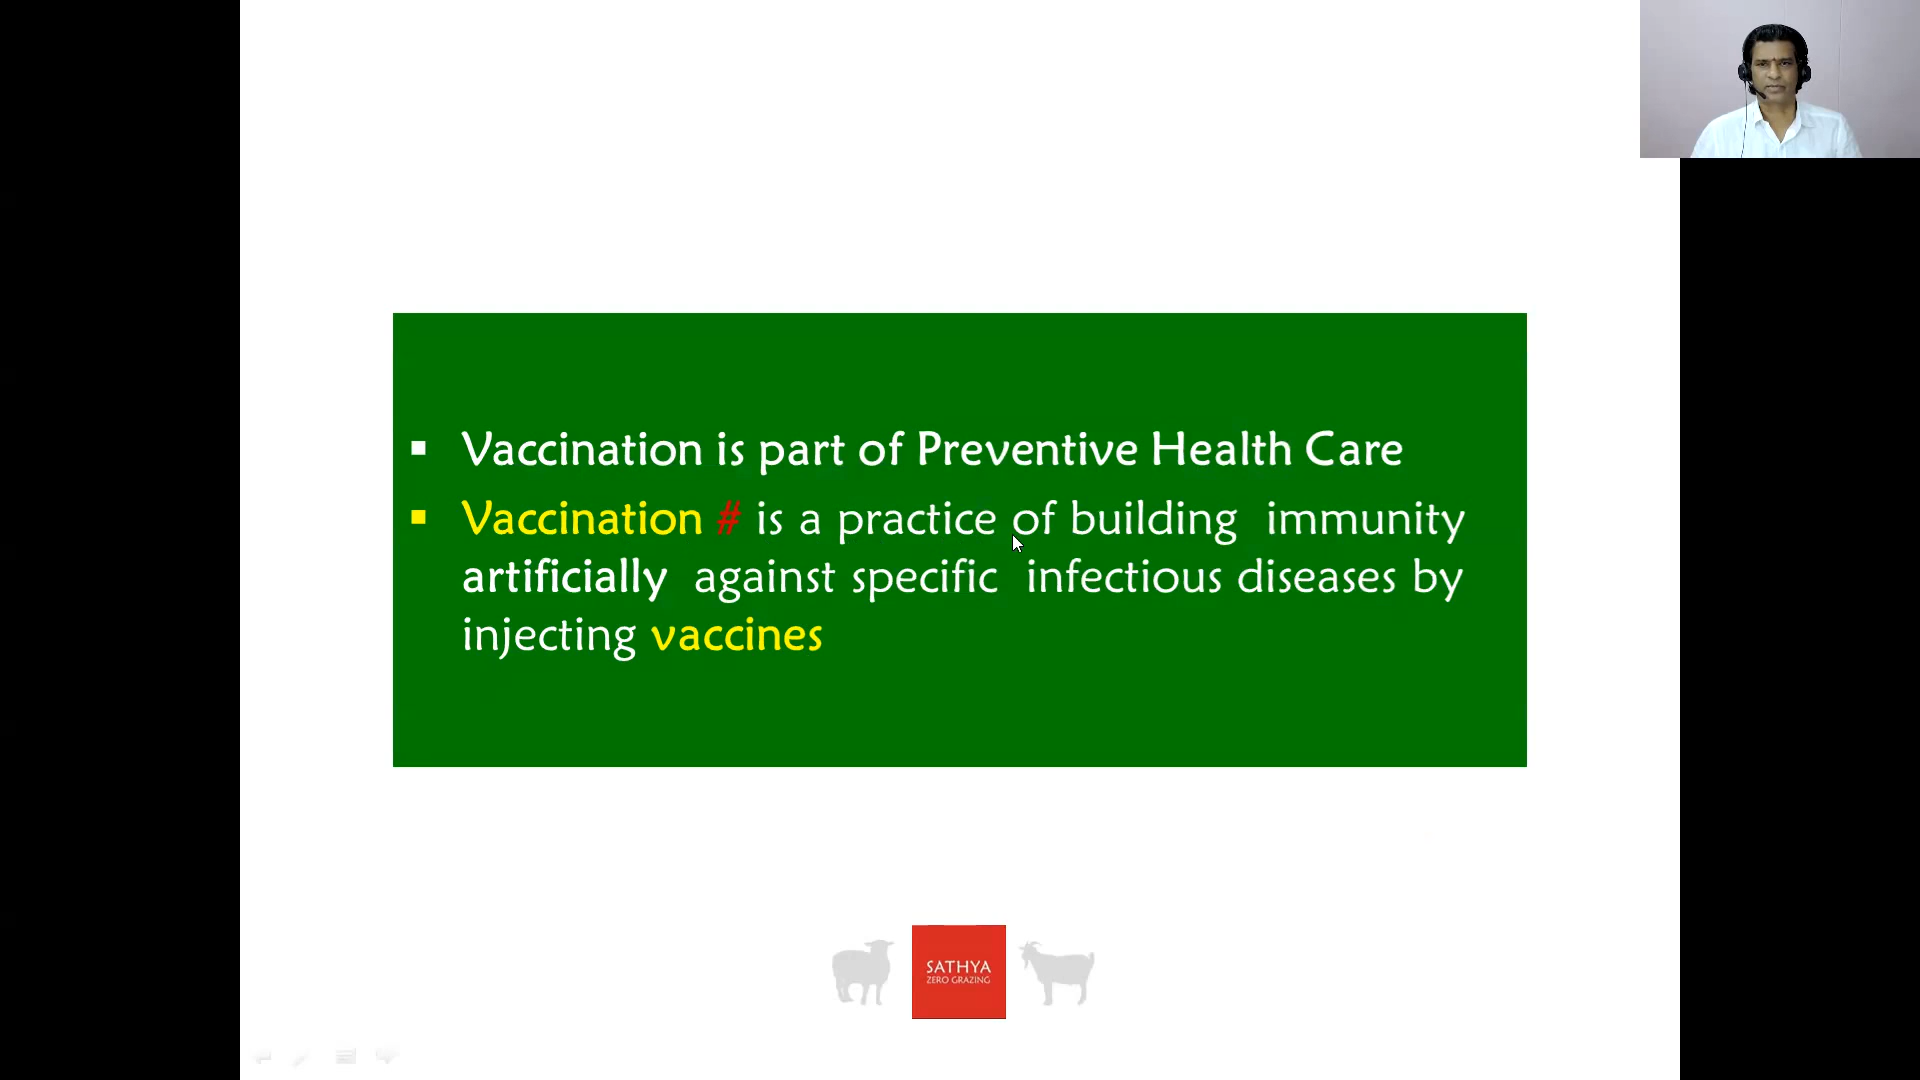 Vaccination is part of Preventive Health Care
Vaccination # is a practice of building immunity
artificially against specific infectious diseases by
injecting vaccines
SATHYA
ZERO GRAZING